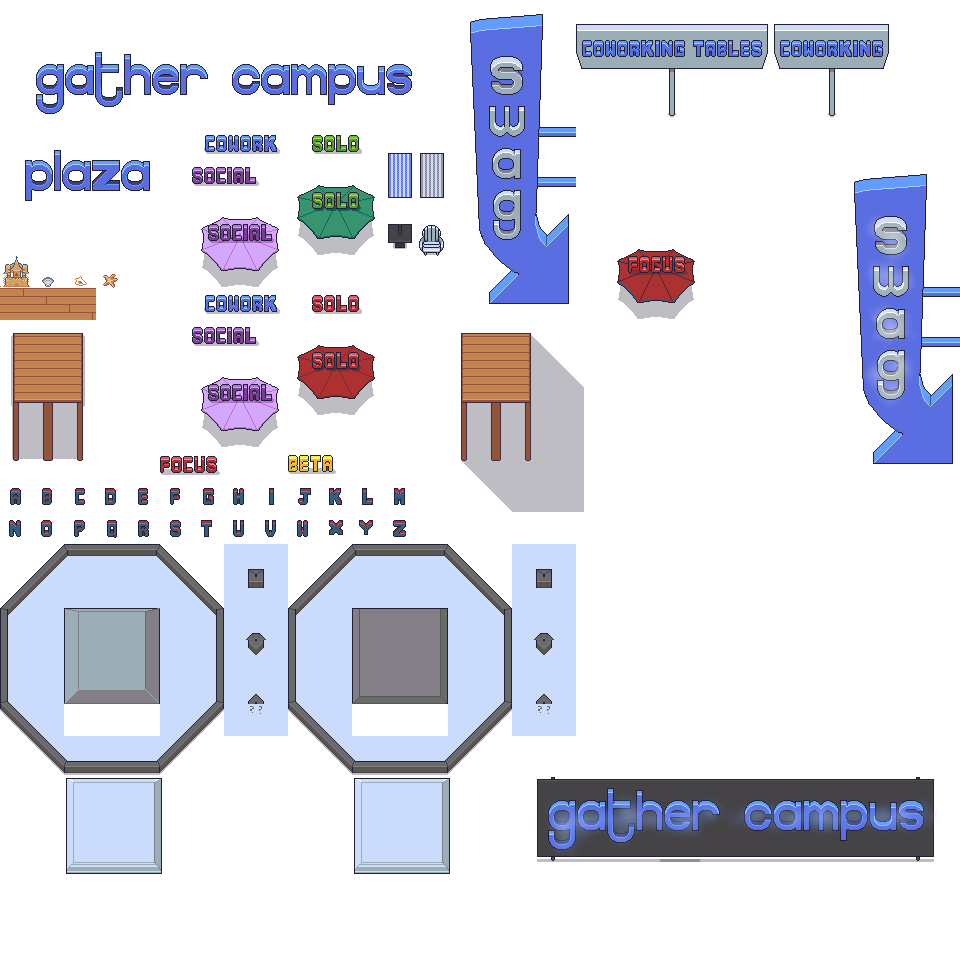 gather campus
swag
COWORKING TABLES
COWORKING
COWORK
SOLO
plaza
SOCIAL
SOLO
SOCIAL
swag
FOCUS
COWORK
SOLO
SOCIAL
SOLO
SOCIAL
FOCUS
BETA
A B C D E F G H I J K L M
N O P Q R S T U V W X Y Z
gather campus